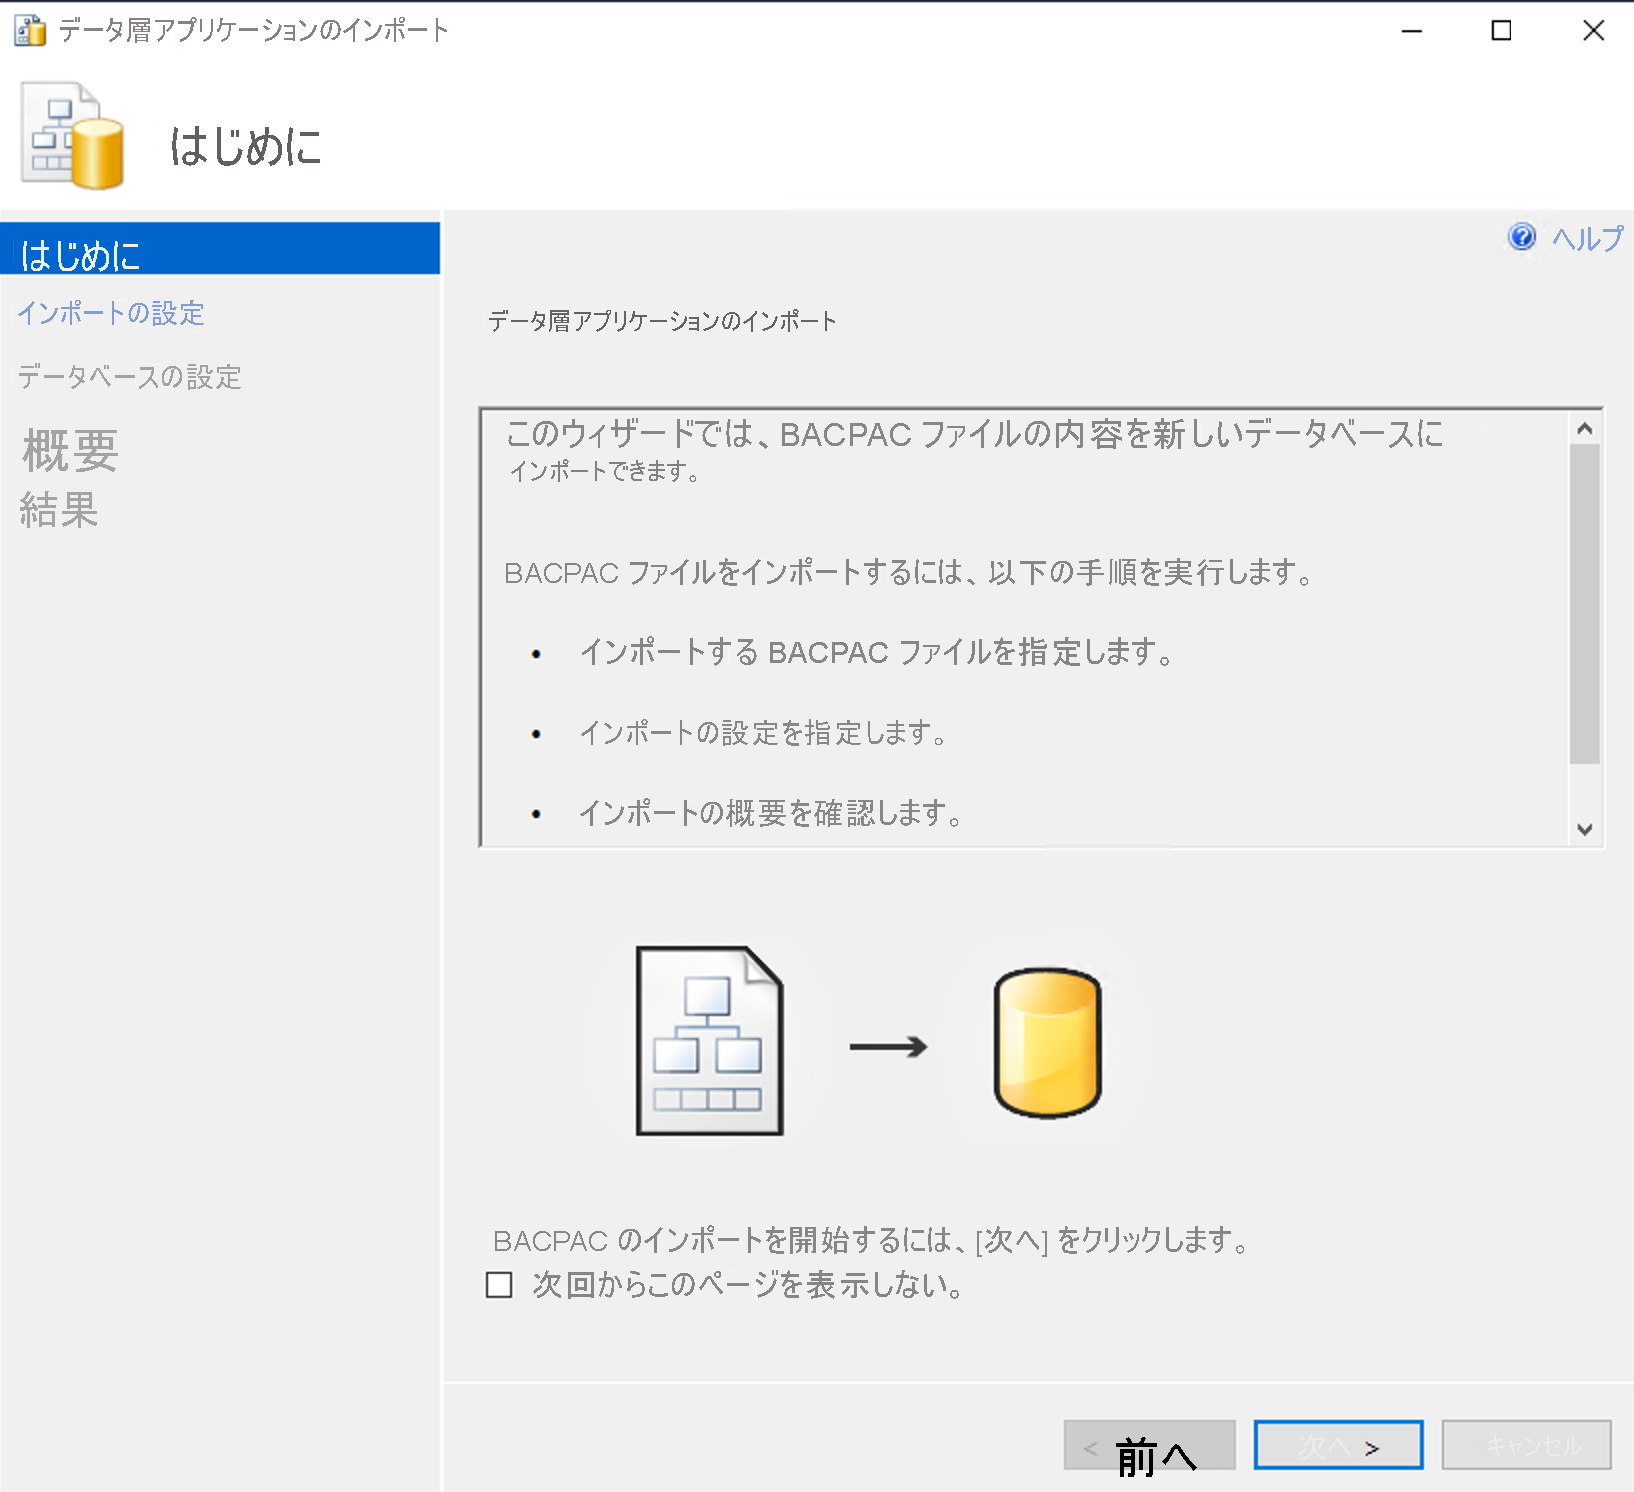 データ層アプリケーションのインポート
はじめに
はじめに
インポートの設定
データベースの設定
概要
結果
ヘルプ
データ層アプリケーションのインポート
このウィザードでは、BACPAC ファイルの内容を新しいデータベースに
インポートできます。
BACPAC ファイルをインポートするには、以下の手順を実行します。
• インポートする BACPAC ファイルを指定します。
• インポートの設定を指定します。
• インポートの概要を確認します。
BACPAC のインポートを開始するには、[次へ] をクリックします。
次回からこのページを表示しない。
< 前へ
次へ >
キャンセル